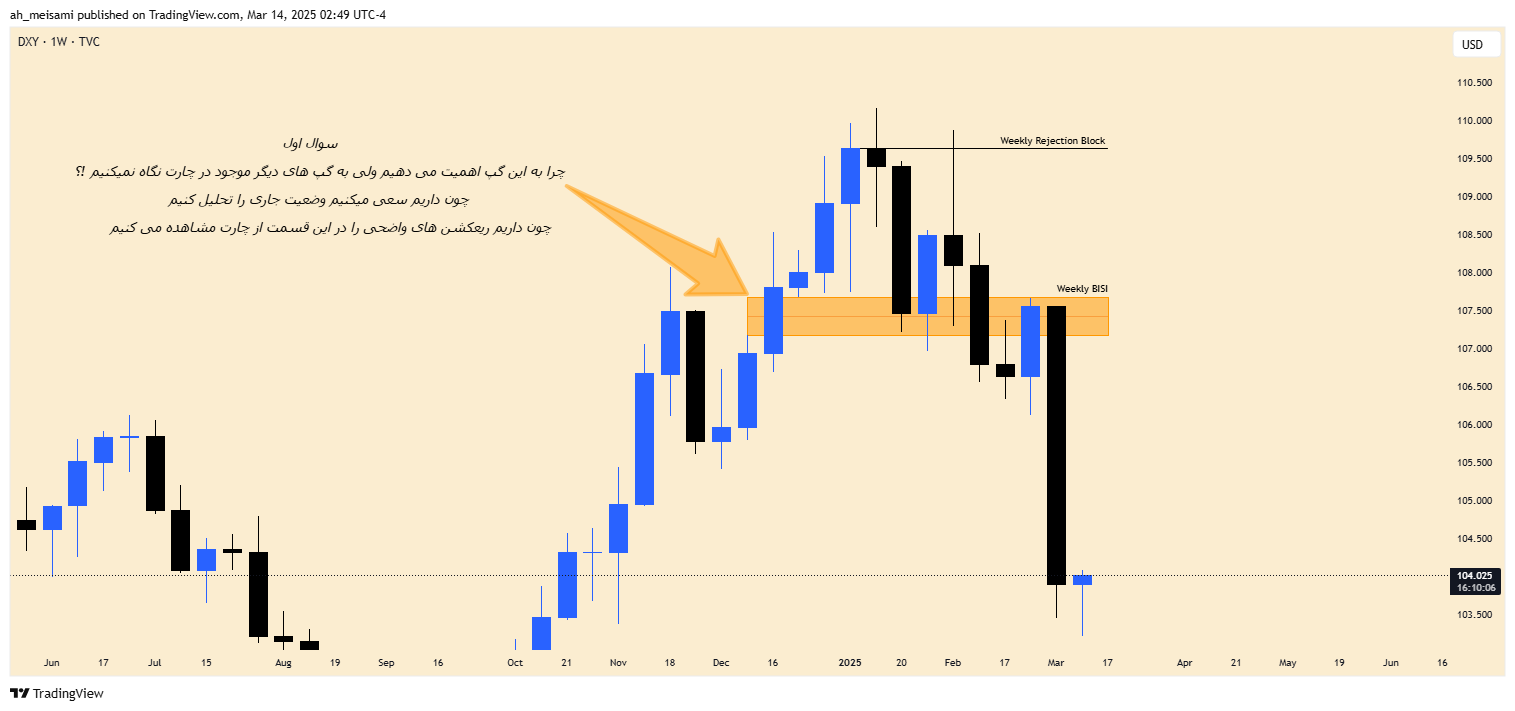 ah_meisami published on TradingView.com, Mar 14, 2025 02:49 UTC-4
DXY · 1W · TVC
USD
110.500
110.000
109.500
109.000
108.500
108.000
107.500
107.000
106.500
106.000
105.500
105.000
104.500
104.025
16:10:06
103.500
سوال اول
چرا به این گپ اهمیت می دهیم ولی به گپ های دیگر موجود در چارت نگاه نمیکنیم !؟
چون داریم سعی میکنیم وضعیت جاری را تحلیل کنیم
چون داریم ریعکشن های واضحی را در این قسمت از چارت مشاهده می کنیم
Weekly Rejection Block
Weekly BISI
Jun 17 Jul 15 Aug 19 Sep 16 Oct 21 Nov 18 Dec 16 2025 20 Feb 17 Mar 17 Apr 21 May 19 Jun 16
TradingView